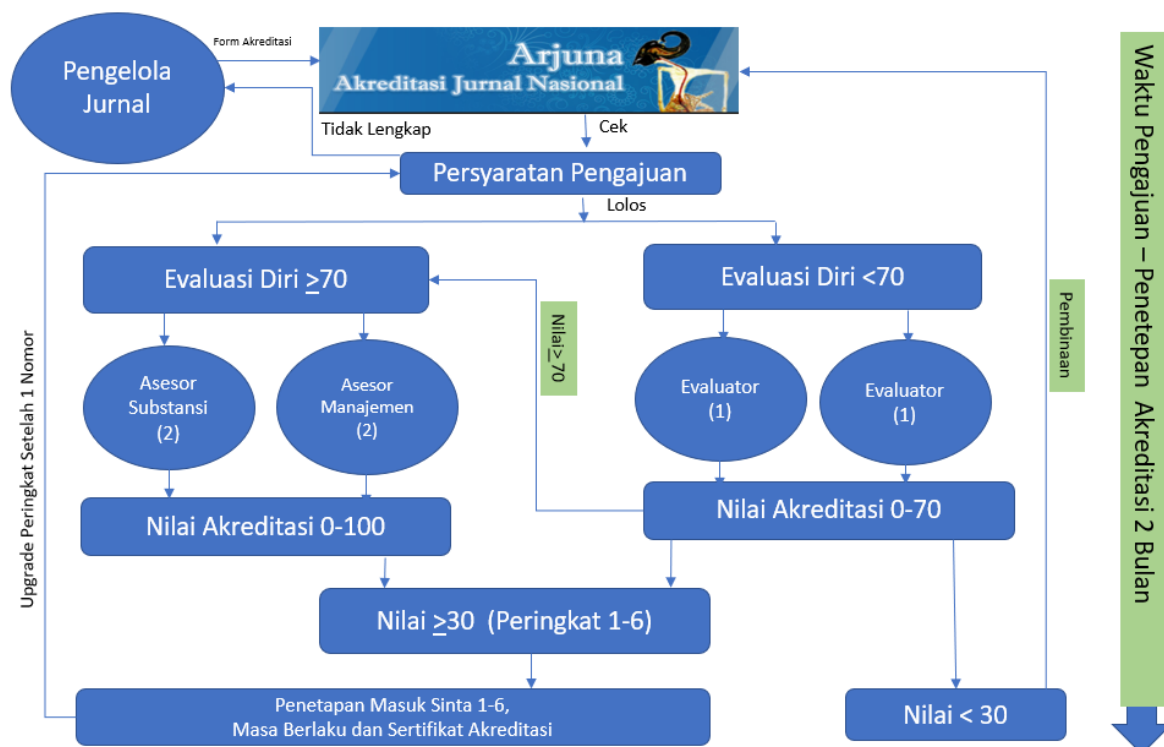 Form Akreditasi
Pengelola
Jurnal
Arjuna
Akreditasi Jurnal Nasional
Tidak Lengkap
Cek
Persyaratan Pengajuan
Lolos
Evaluasi Diri >70
Evaluasi Diri <70
Nilai>70
Pembinaan
Asesor
Substansi
(2)
Asesor
Manajemen
(2)
Evaluator
(1)
Evaluator
(1)
Nilai Akreditasi 0-100
Nilai Akreditasi 0-70
Nilai >30 (Peringkat 1-6)
Penetapan Masuk Sinta 1-6,
Masa Berlaku dan Sertifikat Akreditasi
Nilai < 30
Upgrade Peringkat Setelah 1 Nomor
Waktu Pengajuan – Penetapan Akreditasi 2 Bulan